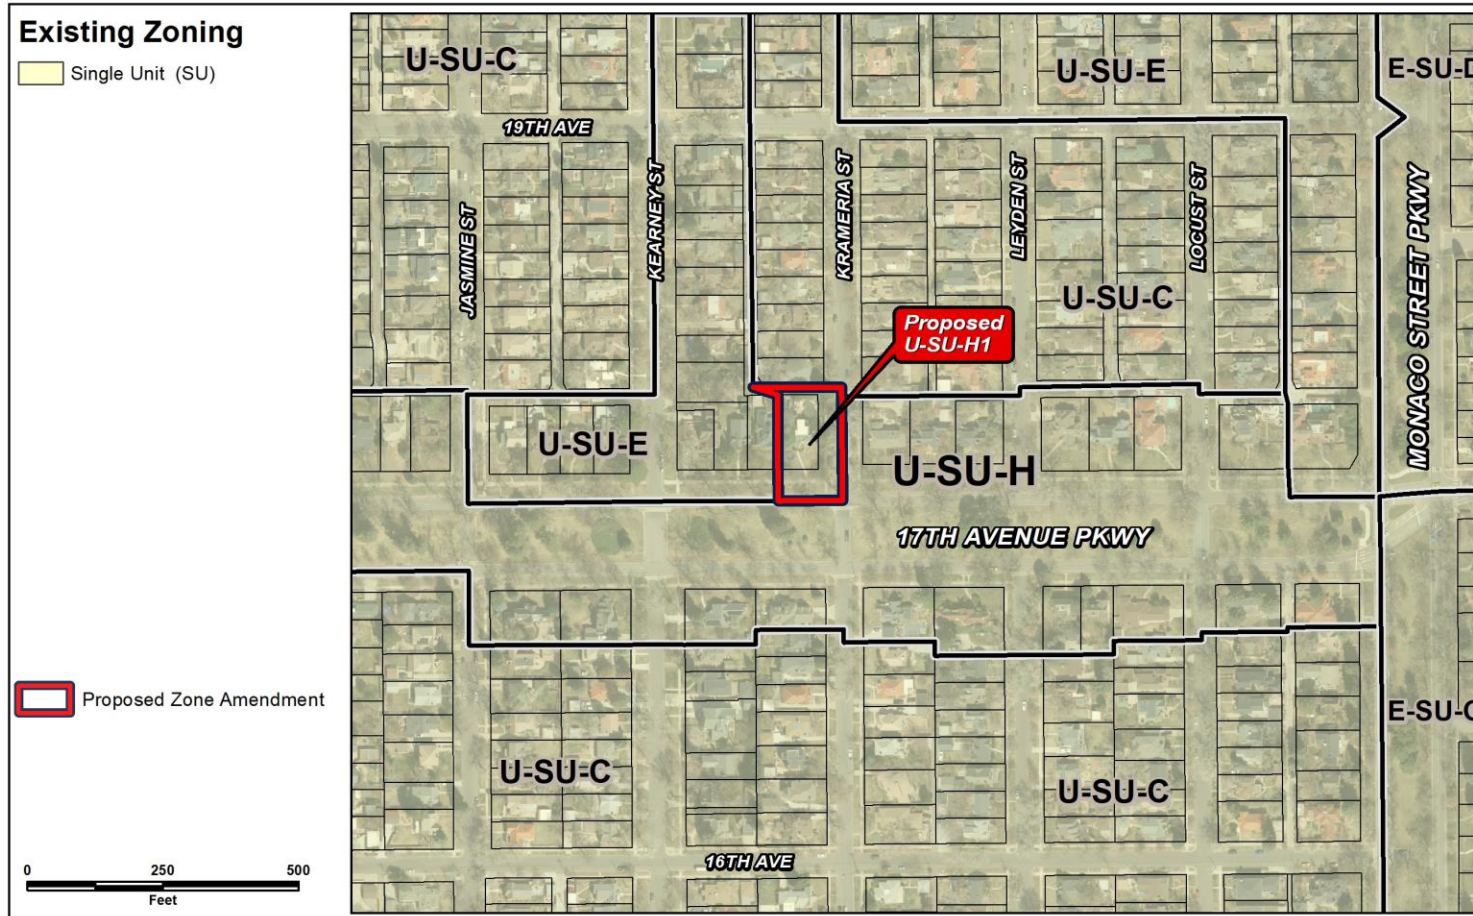 Existing Zoning
Single Unit (SU)
Proposed Zone Amendment
0 250 500
Feet
U-SU-C
U-SU-E
E-SU-D
19TH AVE
KEARNEY ST
KRAMERIA ST
LEYDEN ST
LOCUST ST
JASMINE ST
MONACO STREET PKWY
U-SU-C
Proposed
U-SU-H1
U-SU-E
U-SU-H
17TH AVENUE PKWY
E-SU-
U-SU-C
U-SU-C
16TH AVE